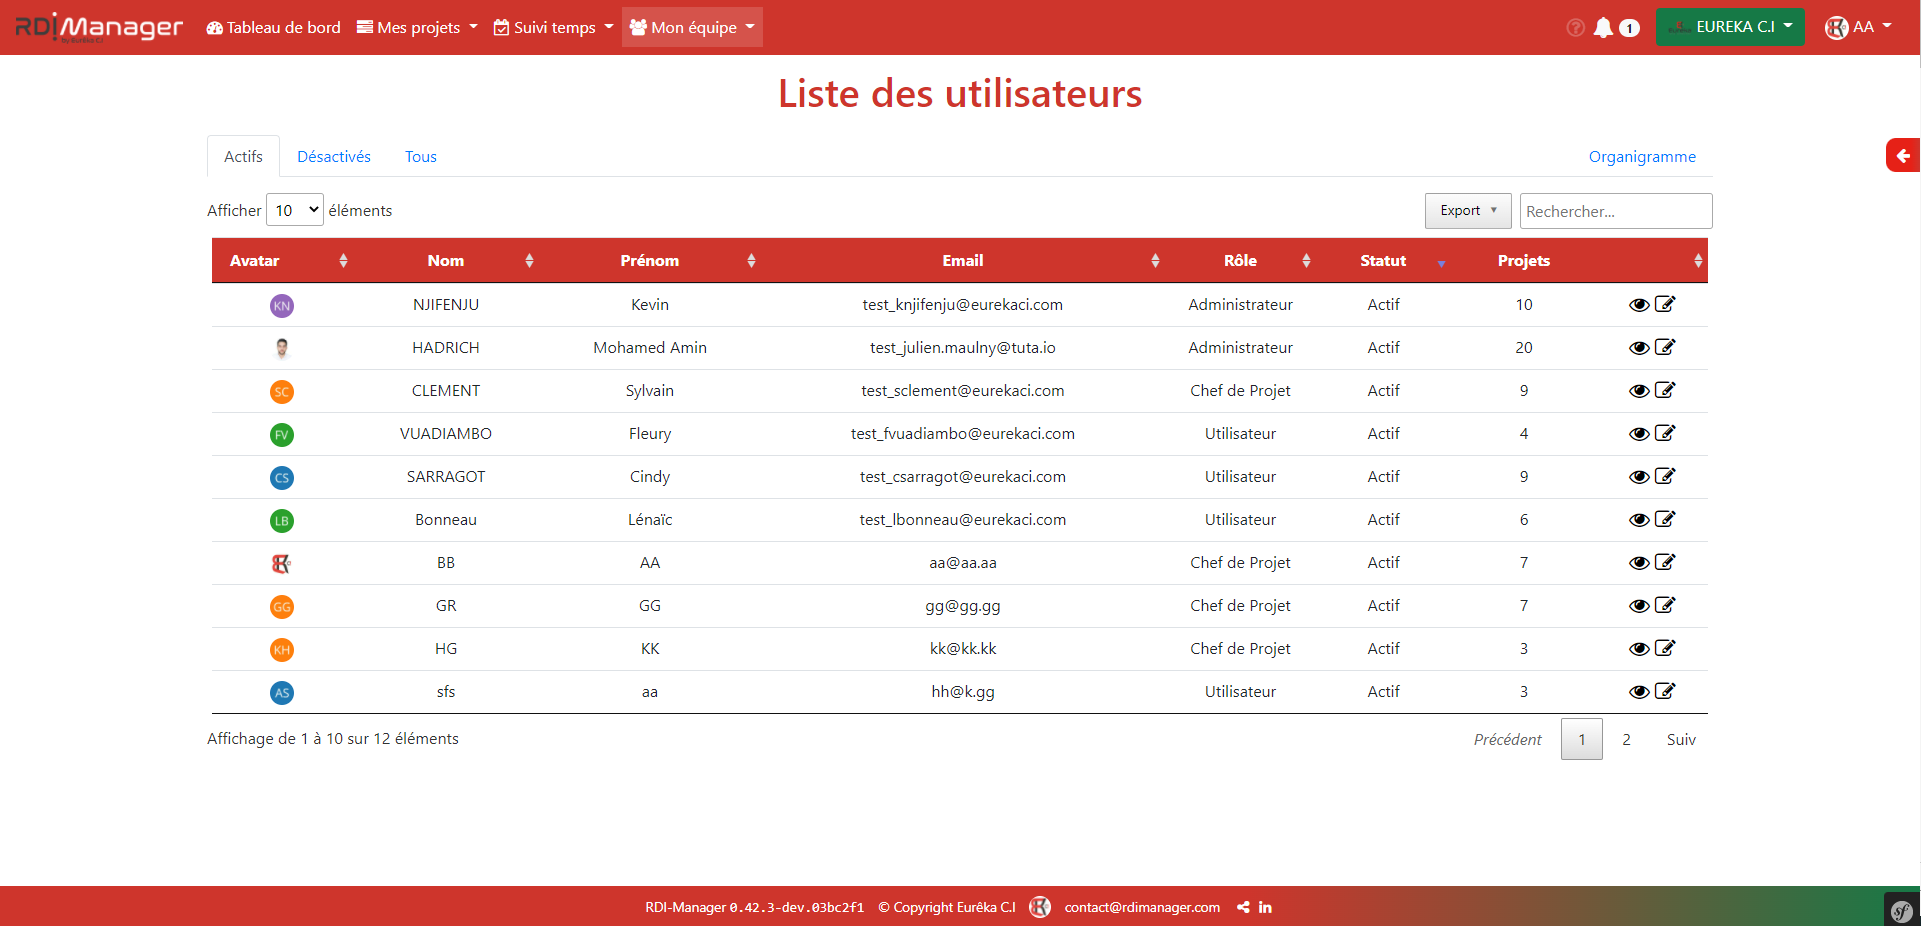 RDiManager by Eurêka C.I Tableau de bord Mes projets Suivi temps Mon équipe 1 EUREKA C.I AA
Liste des utilisateurs
Actifs Désactivés Tous Organigramme
Afficher 10 éléments Export Rechercher...
Avatar Nom Prénom Email Rôle Statut Projets
KN NJIFENJU Kevin test_knjifenju@eurekaci.com Administrateur Actif 10
HADRICH Mohamed Amin test_julien.maulny@tuta.io Administrateur Actif 20
SC CLEMENT Sylvain test_sclement@eurekaci.com Chef de Projet Actif 9
FV VUADIAMBO Fleury test_fvuadiambo@eurekaci.com Utilisateur Actif 4
CS SARRAGOT Cindy test_csarragot@eurekaci.com Utilisateur Actif 9
LB Bonneau Lénaïc test_lbonneau@eurekaci.com Utilisateur Actif 6
BB AA aa@aa.aa Chef de Projet Actif 7
GG GR GG gg@gg.gg Chef de Projet Actif 7
KH HG KK kk@kk.kk Chef de Projet Actif 3
AS sfs aa hh@k.gg Utilisateur Actif 3
Affichage de 1 à 10 sur 12 éléments Précédent 1 2 Suiv
RDI-Manager 0.42.3-dev.03bc2f1 © Copyright Eurêka C.I contact@rdimanager.com